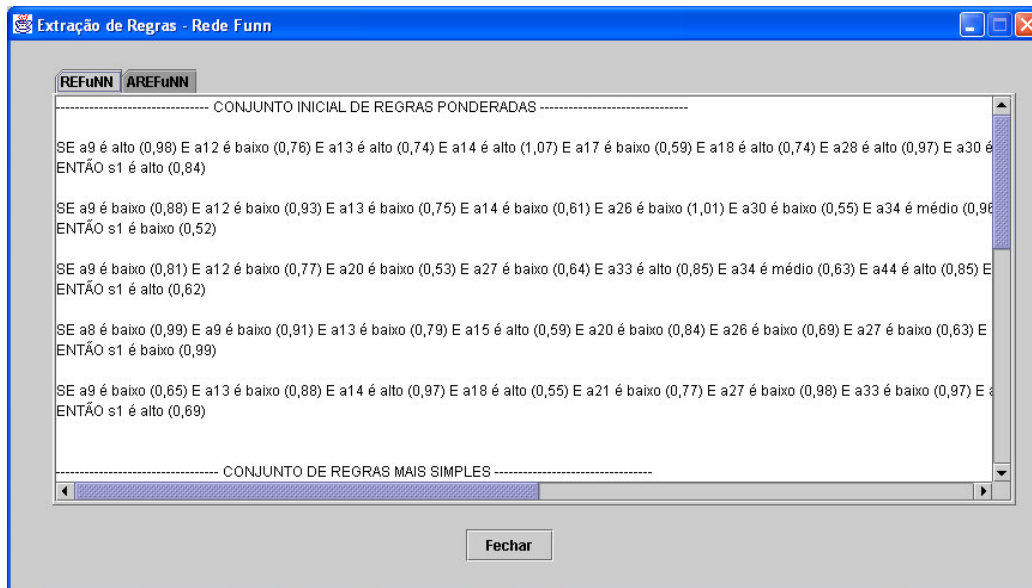 Extração de Regras - Rede Funn
REFuNN AREFuNN
-------------------------------- CONJUNTO INICIAL DE REGRAS PONDERADAS -------------------------------
SE a9 é alto (0,98) E a12 é baixo (0,76) E a13 é alto (0,74) E a14 é alto (1,07) E a17 é baixo (0,59) E a18 é alto (0,74) E a28 é alto (0,97) E a30 é
ENTÃO s1 é alto (0,84)
SE a9 é baixo (0,88) E a12 é baixo (0,93) E a13 é baixo (0,75) E a14 é baixo (0,61) E a26 é baixo (1,01) E a30 é baixo (0,55) E a34 é médio (0,96
ENTÃO s1 é baixo (0,52)
SE a9 é baixo (0,81) E a12 é baixo (0,77) E a20 é baixo (0,53) E a27 é baixo (0,64) E a33 é alto (0,85) E a34 é médio (0,63) E a44 é alto (0,85) E
ENTÃO s1 é alto (0,62)
SE a8 é baixo (0,99) E a9 é baixo (0,91) E a13 é baixo (0,79) E a15 é alto (0,59) E a20 é baixo (0,84) E a26 é baixo (0,69) E a27 é baixo (0,63) E
ENTÃO s1 é baixo (0,99)
SE a9 é baixo (0,65) E a13 é baixo (0,88) E a14 é alto (0,97) E a18 é alto (0,55) E a21 é baixo (0,77) E a27 é baixo (0,98) E a33 é baixo (0,97) E
ENTÃO s1 é alto (0,69)
---------------------------------- CONJUNTO DE REGRAS MAIS SIMPLES ---------------------------------
Fechar